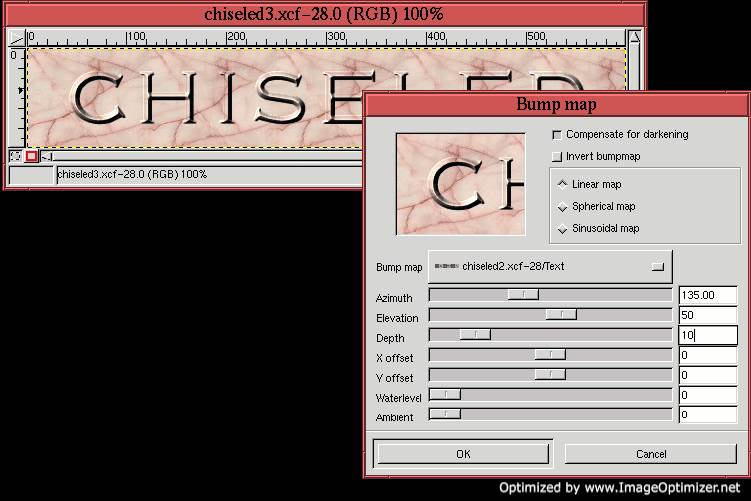 chiseled3.xcf-28.0 (RGB) 100%
0 100 200 300 400 500
0
CHISELED
chiseled3.xcf-28.0 (RGB) 100%
Bump map
CH
Compensate for darkening
Invert bumpmap
Linear map
Spherical map
Sinusoidal map
Bump map chiseled2.xcf-28/Text
Azimuth 135.00
Elevation 50
Depth 10
X offset 0
Y offset 0
Waterlevel 0
Ambient 0
OK Cancel
Optimized by www.ImageOptimizer.net